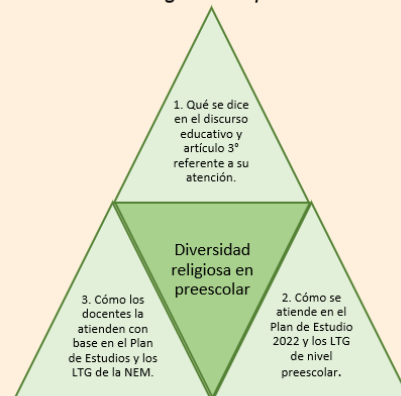 1. Qué se dice
en el discurso
educativo y
artículo 3°
referente a su
atención.
Diversidad
religiosa en
preescolar
3. Cómo los
docentes la
atienden con
base en el Plan
de Estudios y los
LTG de la NEM.
2. Cómo se
atiende en el
Plan de Estudio
2022 y los LTG
de nivel
preescolar.